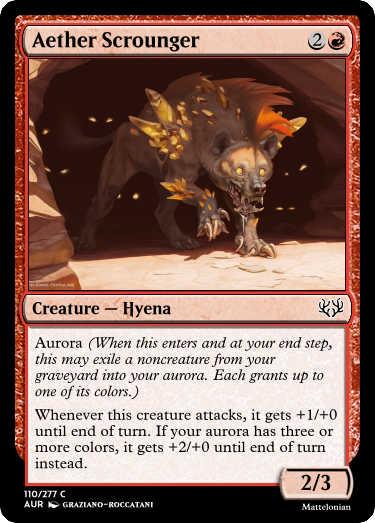 Aether Scrounger 2
Creature — Hyena
Aurora (When this enters and at your end step,
this may exile a noncreature from your
graveyard into your aurora. Each grants up to
one of its colors.)
Whenever this creature attacks, it gets +1/+0
until end of turn. If your aurora has three or
more colors, it gets +2/+0 until end of turn
instead.
2/3
110/277 C
AUR GRAZIANO-ROCCATANI
Mattelonian